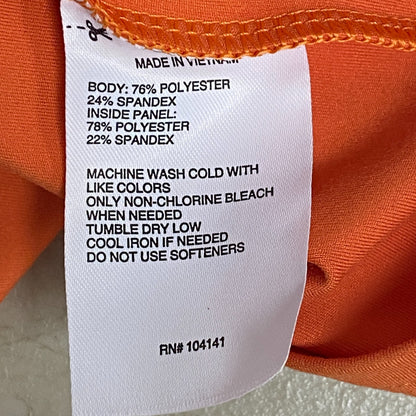 MADE IN VIETNAM
BODY: 76% POLYESTER
24% SPANDEX
INSIDE PANEL:
78% POLYESTER
22% SPANDEX
MACHINE WASH COLD WITH
LIKE COLORS
ONLY NON-CHLORINE BLEACH
WHEN NEEDED
TUMBLE DRY LOW
COOL IRON IF NEEDED
DO NOT USE SOFTENERS
RN# 104141